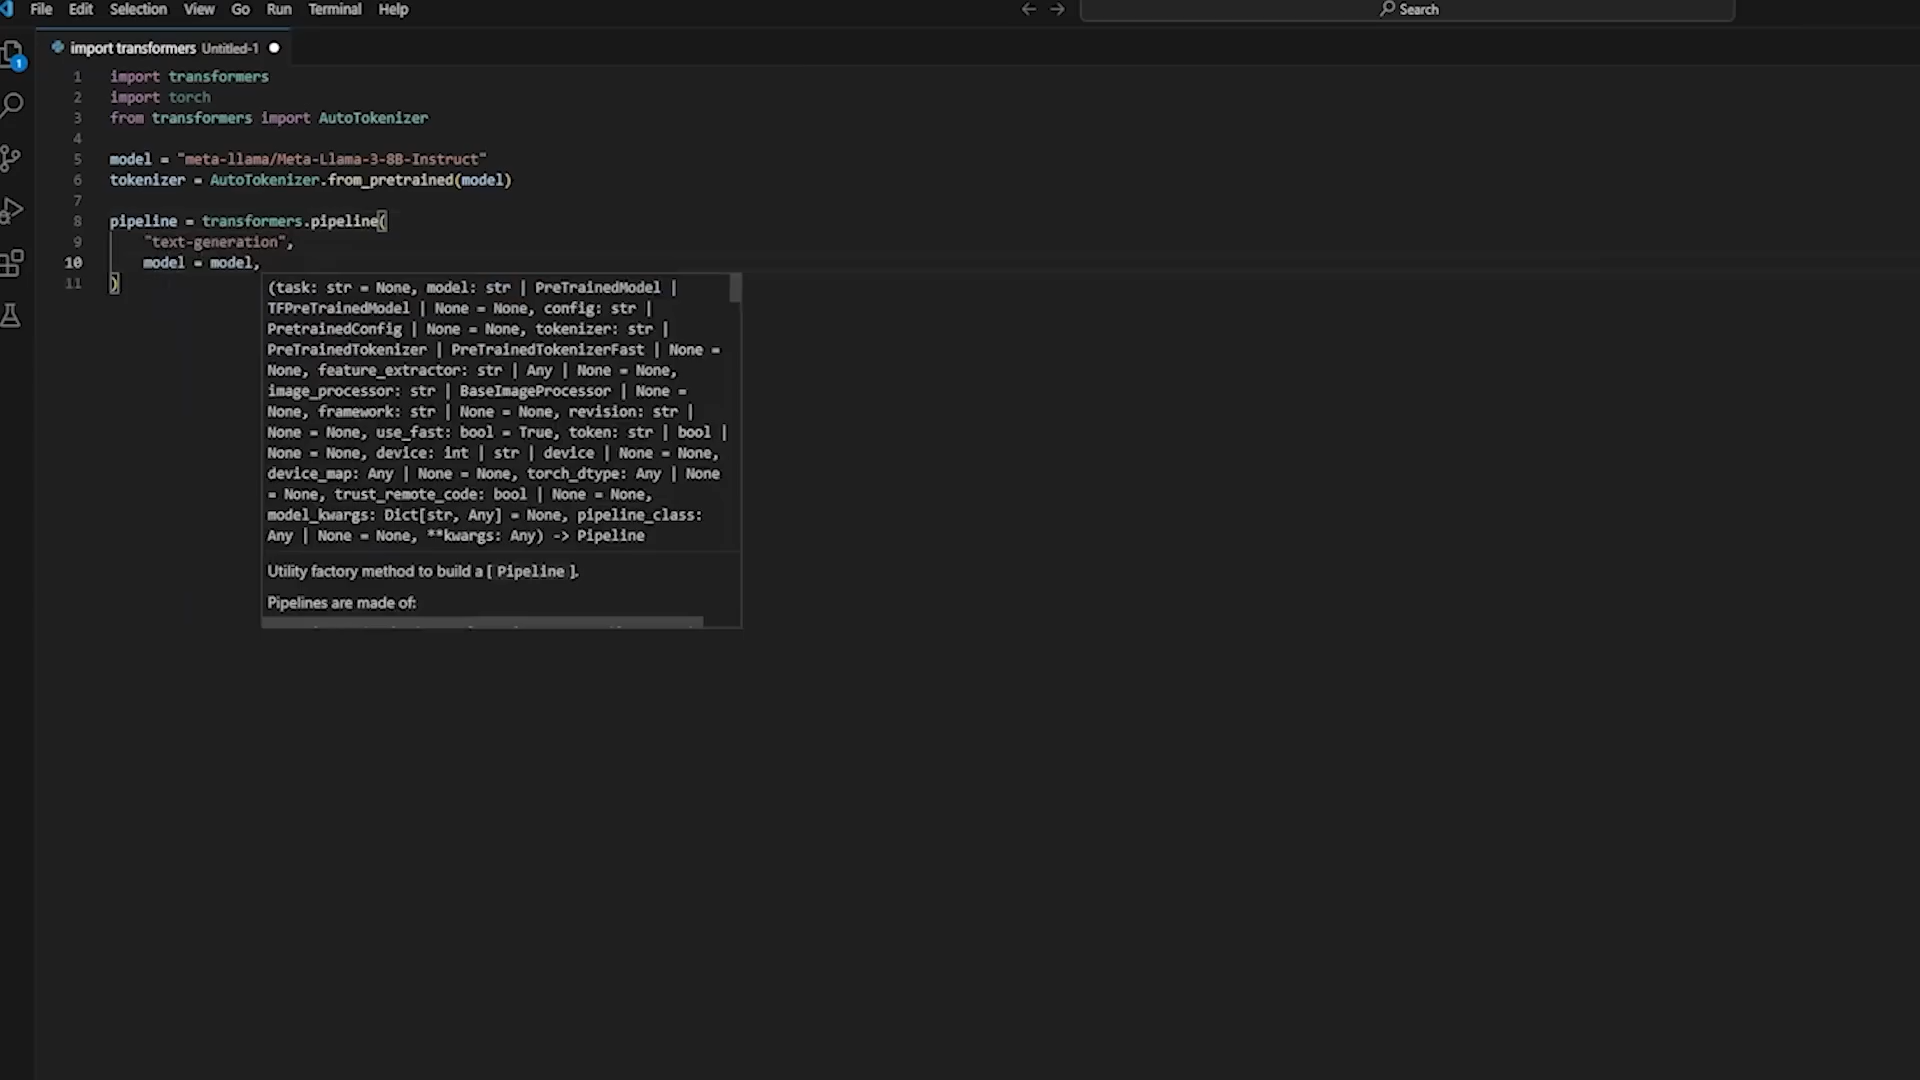 File Edit Selection View Go Run Terminal Help
Search
import transformers Untitled-1
1
1 import transformers
2 import torch
3 from transformers import AutoTokenizer
4
5 model = "meta-llama/Meta-Llama-3-8B-Instruct"
6 tokenizer = AutoTokenizer.from_pretrained(model)
7
8 pipeline = transformers.pipeline(
9 "text-generation",
10 model = model,
11 )
(task: str = None, model: str | PreTrainedModel |
TFPreTrainedModel | None = None, config: str |
PretrainedConfig | None = None, tokenizer: str |
PreTrainedTokenizer | PreTrainedTokenizerFast | None =
None, feature_extractor: str | Any | None = None,
image_processor: str | BaseImageProcessor | None =
None, framework: str | None = None, revision: str |
None = None, use_fast: bool = True, token: str | bool |
None = None, device: int | str | device | None = None,
device_map: Any | None = None, torch_dtype: Any | None
= None, trust_remote_code: bool | None = None,
model_kwargs: Dict[str, Any] = None, pipeline_class:
Any | None = None, **kwargs: Any) -> Pipeline
Utility factory method to build a [ Pipeline ].
Pipelines are made of: